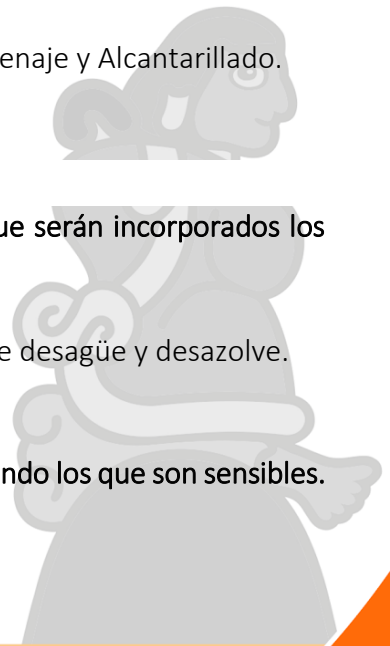 enaje y Alcantarillado.
ue serán incorporados los
e desagüe y desazolve.
ndo los que son sensibles.